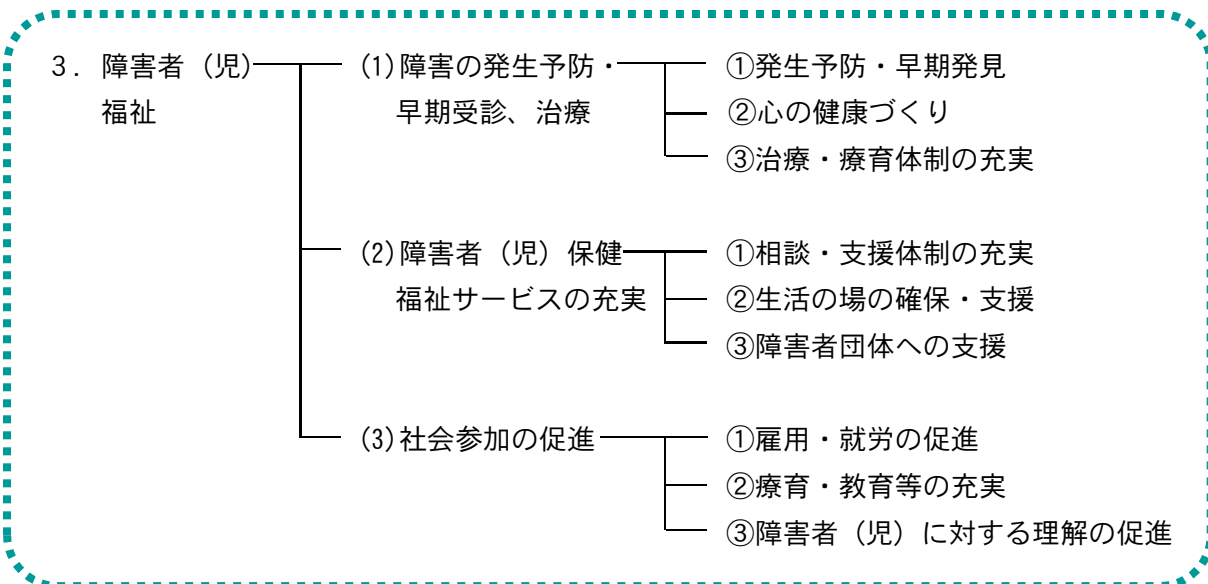 3. 障害者（児）
福祉
(1)障害の発生予防・
早期受診、治療
①発生予防・早期発見
②心の健康づくり
③治療・療育体制の充実
(2)障害者（児）保健
福祉サービスの充実
①相談・支援体制の充実
②生活の場の確保・支援
③障害者団体への支援
(3)社会参加の促進
①雇用・就労の促進
②療育・教育等の充実
③障害者（児）に対する理解の促進